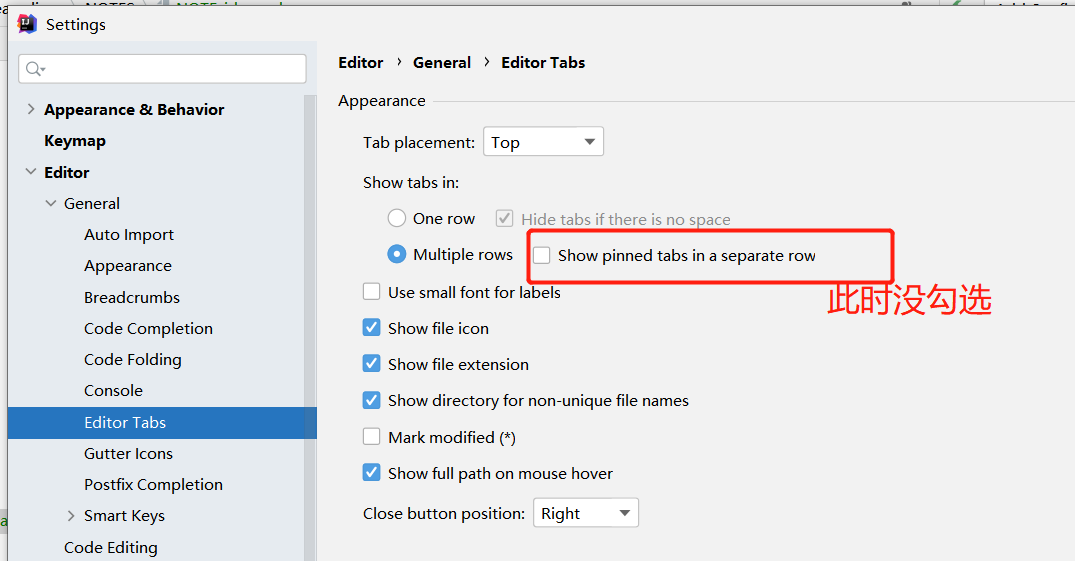 Settings
Editor › General › Editor Tabs
Appearance & Behavior
Keymap
Editor
General
Auto Import
Appearance
Breadcrumbs
Code Completion
Code Folding
Console
Editor Tabs
Gutter Icons
Postfix Completion
Smart Keys
Code Editing
Appearance
Tab placement: Top
Show tabs in:
One row Hide tabs if there is no space
Multiple rows Show pinned tabs in a separate row
此时没勾选
Use small font for labels
Show file icon
Show file extension
Show directory for non-unique file names
Mark modified (*)
Show full path on mouse hover
Close button position: Right